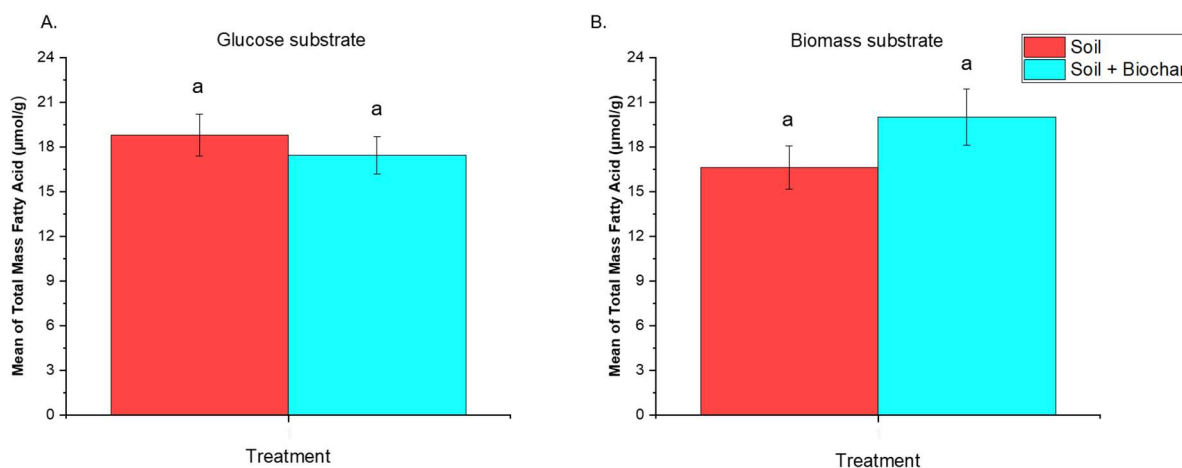 A.
Glucose substrate
Mean of Total Mass Fatty Acid (µmol/g)
24
21
18
15
12
9
6
3
0
a
a
Treatment
B.
Biomass substrate
Soil
Soil + Biochar
Mean of Total Mass Fatty Acid (µmol/g)
24
21
18
15
12
9
6
3
0
a
a
Treatment